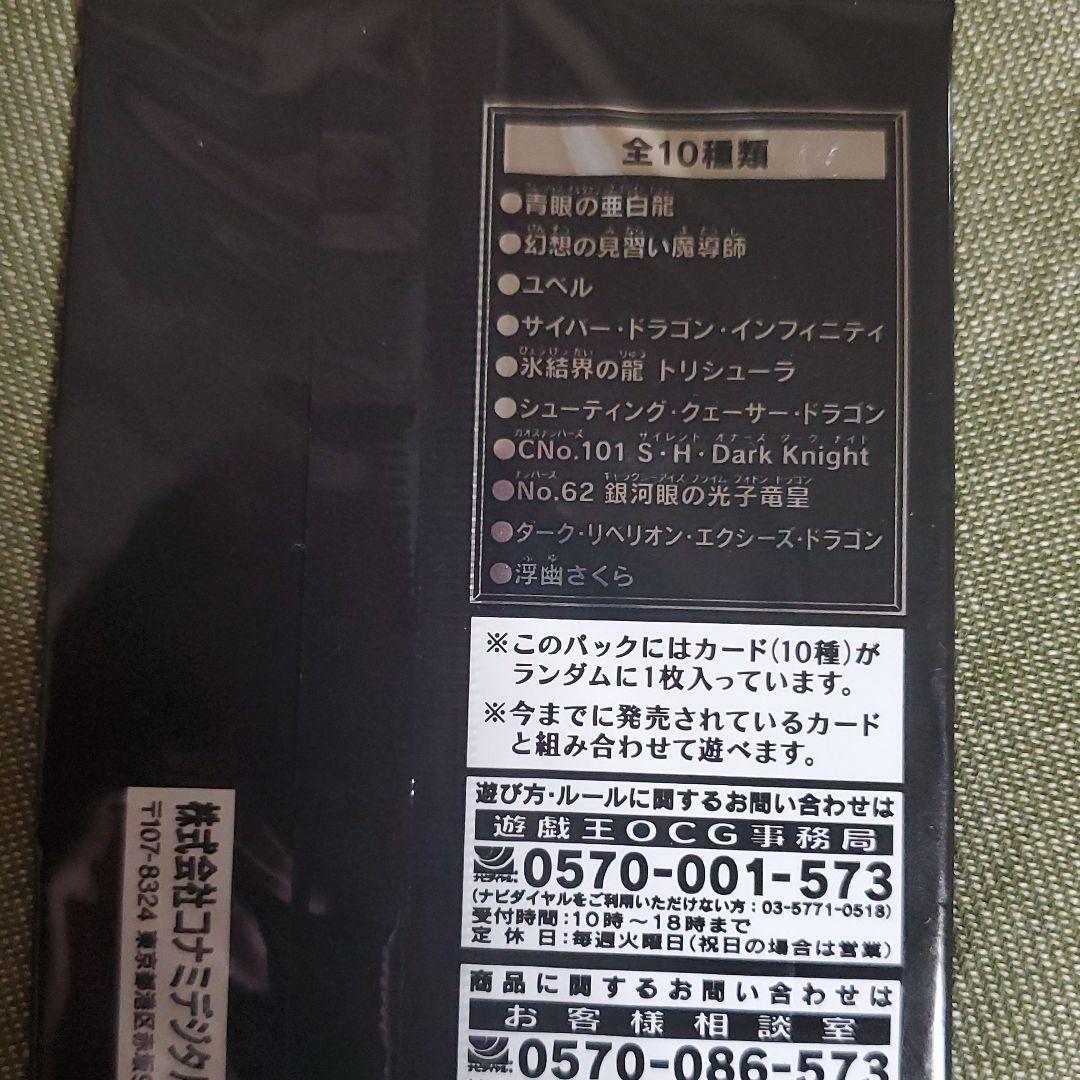 全10種類
●青眼の亜白龍
●幻想の見習い魔導師
●ユベル
●サイバー・ドラゴン・インフィニティ
●氷結界の龍 トリシューラ
●シューティング・クェーサー・ドラゴン
●CNo.101 S・H・Dark Knight
●No.62 銀河眼の光子竜皇
●ダーク・リベリオン・エクシーズ・ドラゴン
●浮幽さくら
※このパックにはカード(10種)が
ランダムに1枚入っています。
※今までに発売されているカード
と組み合わせて遊べます。
遊び方・ルールに関するお問い合わせは
遊戯王OCG事務局
0570-001-573
(ナビダイヤルをご利用いただけない方:03-5771-0518)
受付時間:10時~18時まで
定休日:毎週火曜日(祝日の場合は営業)
商品に関するお問い合わせは
お客様相談室
0570-086-573
株式会社コナミデジタル
〒107-8324 東京都港区赤坂9